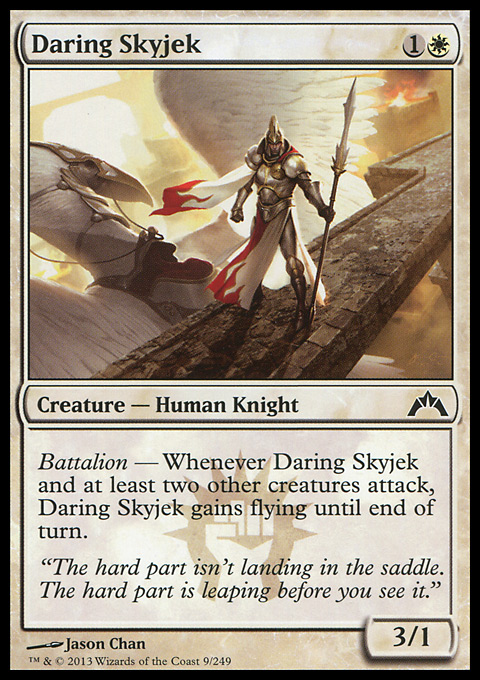 Daring Skyjek 1
Creature — Human Knight
Battalion — Whenever Daring Skyjek
and at least two other creatures attack,
Daring Skyjek gains flying until end of
turn.
“The hard part isn’t landing in the saddle.
The hard part is leaping before you see it.”
Jason Chan
3/1
™ & © 2013 Wizards of the Coast 9/249